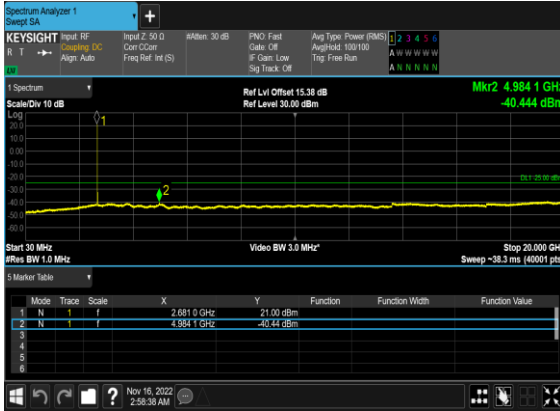 Spectrum Analyzer 1
Swept SA
+
KEYSIGHT
R T
Input: RF
Coupling: DC
Align: Auto
Input Z: 50 Ω
Corr CCorr
Freq Ref: Int (S)
#Atten: 30 dB
PNO: Fast
Gate: Off
IF Gain: Low
Sig Track: Off
Avg Type: Power (RMS)
Avg|Hold: 100/100
Trig: Free Run
1 2 3 4 5 6
A W W W W W
A N N N N N
1 Spectrum
Scale/Div 10 dB
Ref Lvl Offset 15.38 dB
Ref Level 30.00 dBm
Mkr2 4.984 1 GHz
-40.444 dBm
Log
20.0
10.0
0.00
-10.0
-20.0
-30.0
-40.0
-50.0
-60.0
1
2
DL1 -25.00 dBm
Start 30 MHz
#Res BW 1.0 MHz
Video BW 3.0 MHz*
Stop 20.000 GHz
Sweep ~38.3 ms (40001 pts)
5 Marker Table
Mode Trace Scale X Y Function Function Width Function Value
1 N 1 f 2.681 0 GHz 21.00 dBm
2 N 1 f 4.984 1 GHz -40.44 dBm
3
4
5
6
?
Nov 16, 2022
2:58:38 AM